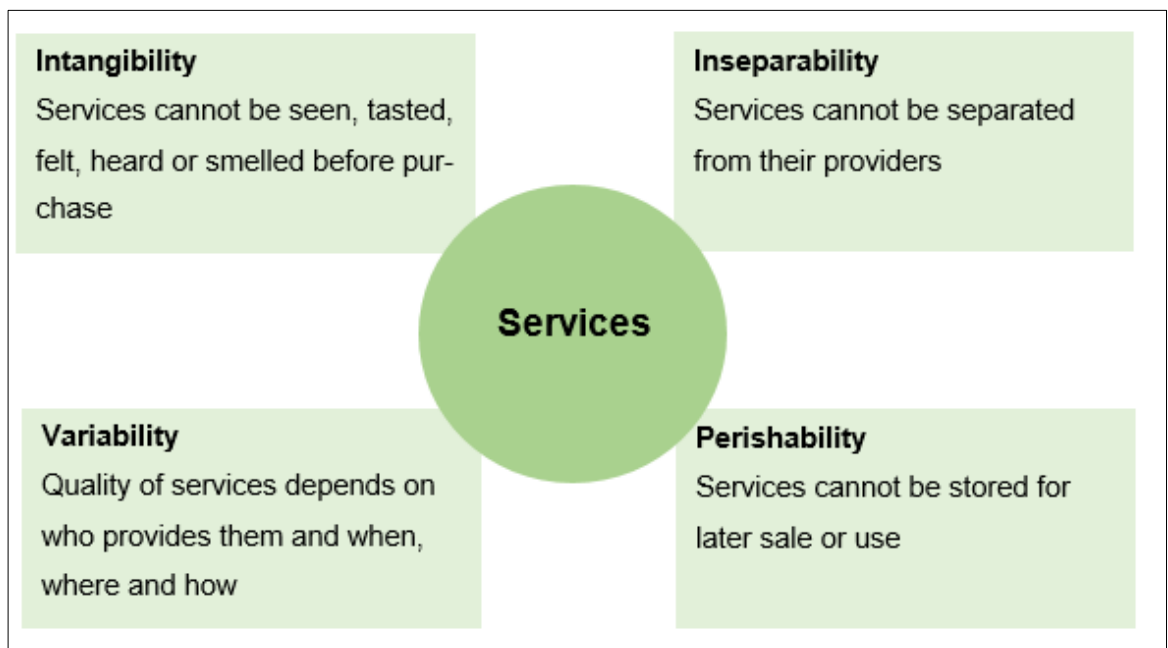 Intangibility
Services cannot be seen, tasted,
felt, heard or smelled before pur-
chase
Inseparability
Services cannot be separated
from their providers
Services
Variability
Quality of services depends on
who provides them and when,
where and how
Perishability
Services cannot be stored for
later sale or use